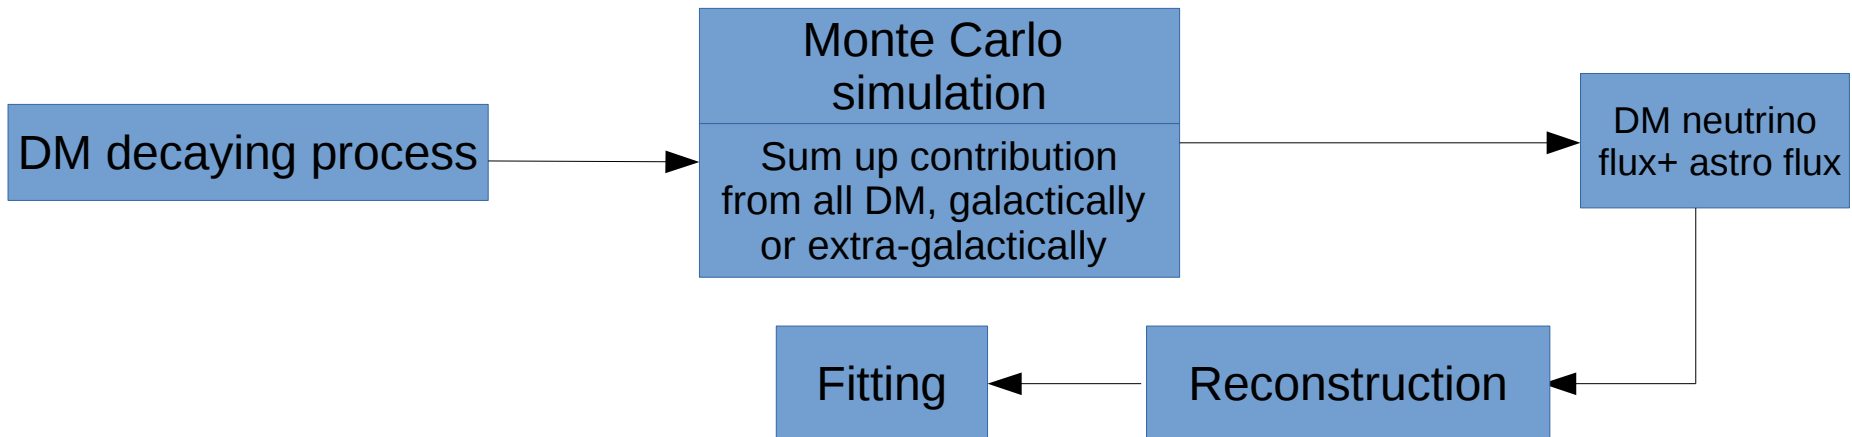 DM decaying process
Monte Carlo
simulation
Sum up contribution
from all DM, galactically
or extra-galactically
DM neutrino
flux+ astro flux
Reconstruction
Fitting